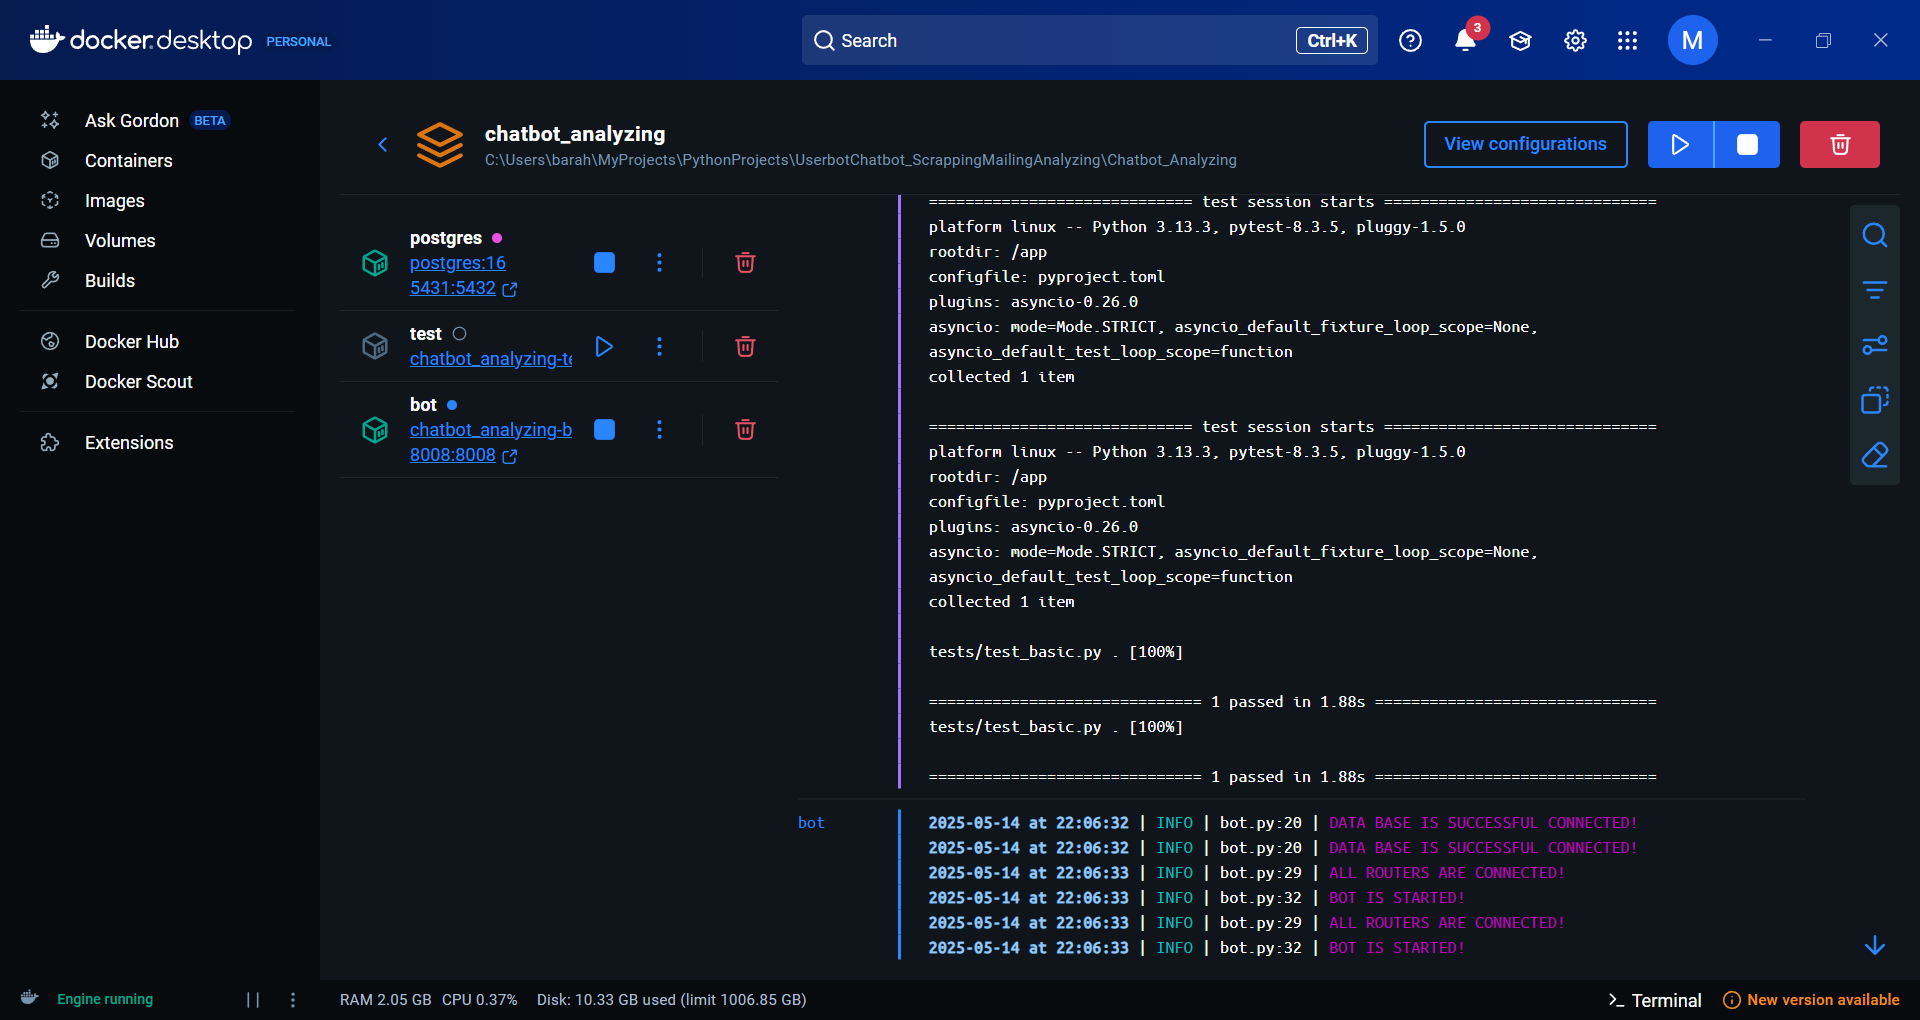 docker.desktop PERSONAL
Search
Ctrl+K
3
M
Ask Gordon BETA
Containers
Images
Volumes
Builds
Docker Hub
Docker Scout
Extensions
chatbot_analyzing
C:\Users\barah\MyProjects\PythonProjects\UserbotChatbot_ScrappingMailingAnalyzing\Chatbot_Analyzing
View configurations
postgres
postgres:16
5431:5432
test
chatbot_analyzing-te
bot
chatbot_analyzing-b
8008:8008
============================= test session starts ==============================
platform linux -- Python 3.13.3, pytest-8.3.5, pluggy-1.5.0
rootdir: /app
configfile: pyproject.toml
plugins: asyncio-0.26.0
asyncio: mode=Mode.STRICT, asyncio_default_fixture_loop_scope=None,
asyncio_default_test_loop_scope=function
collected 1 item
============================= test session starts ==============================
platform linux -- Python 3.13.3, pytest-8.3.5, pluggy-1.5.0
rootdir: /app
configfile: pyproject.toml
plugins: asyncio-0.26.0
asyncio: mode=Mode.STRICT, asyncio_default_fixture_loop_scope=None,
asyncio_default_test_loop_scope=function
collected 1 item
tests/test_basic.py . [100%]
============================== 1 passed in 1.88s ===============================
tests/test_basic.py . [100%]
============================== 1 passed in 1.88s ===============================
bot
2025-05-14 at 22:06:32 | INFO | bot.py:20 | DATA BASE IS SUCCESSFUL CONNECTED!
2025-05-14 at 22:06:32 | INFO | bot.py:20 | DATA BASE IS SUCCESSFUL CONNECTED!
2025-05-14 at 22:06:33 | INFO | bot.py:29 | ALL ROUTERS ARE CONNECTED!
2025-05-14 at 22:06:33 | INFO | bot.py:32 | BOT IS STARTED!
2025-05-14 at 22:06:33 | INFO | bot.py:29 | ALL ROUTERS ARE CONNECTED!
2025-05-14 at 22:06:33 | INFO | bot.py:32 | BOT IS STARTED!
Engine running
RAM 2.05 GB CPU 0.37% Disk: 10.33 GB used (limit 1006.85 GB)
Terminal
New version available